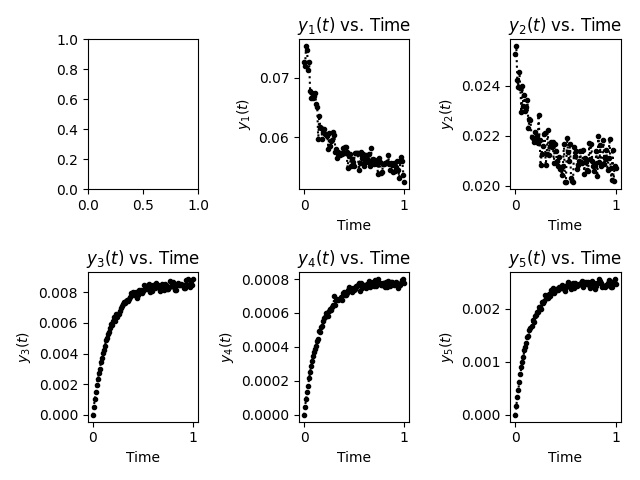 1.0
0.8
0.6
0.4
0.2
0.0
0.0 0.5 1.0
y₁(t) vs. Time
y₁(t)
0.07
0.06
0 1
Time
y₂(t) vs. Time
y₂(t)
0.024
0.022
0.020
0 1
Time
y₃(t) vs. Time
y₃(t)
0.008
0.006
0.004
0.002
0.000
0 1
Time
y₄(t) vs. Time
y₄(t)
0.0008
0.0006
0.0004
0.0002
0.0000
0 1
Time
y₅(t) vs. Time
y₅(t)
0.002
0.001
0.000
0 1
Time